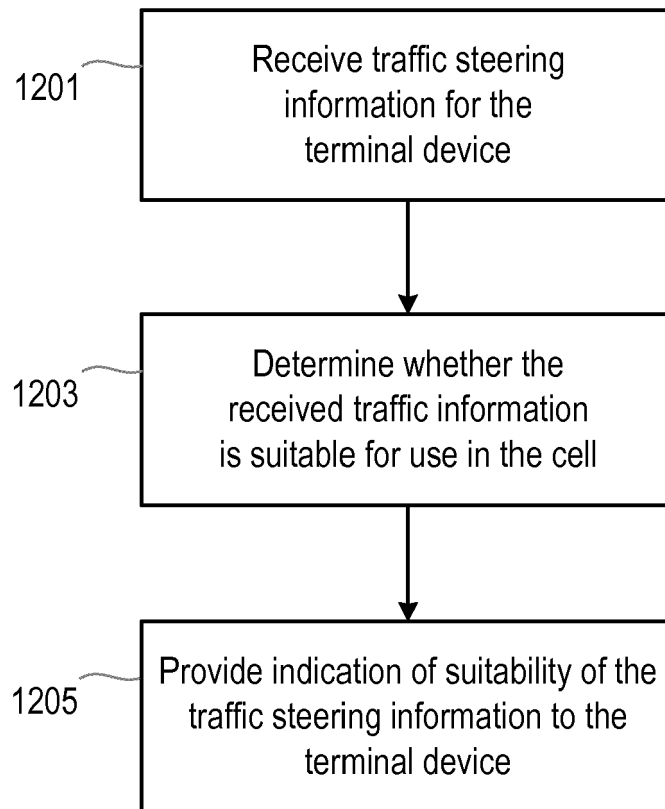 1201
Receive traffic steering
information for the
terminal device
1203
Determine whether the
received traffic information
is suitable for use in the cell
1205
Provide indication of suitability of the
traffic steering information to the
terminal device